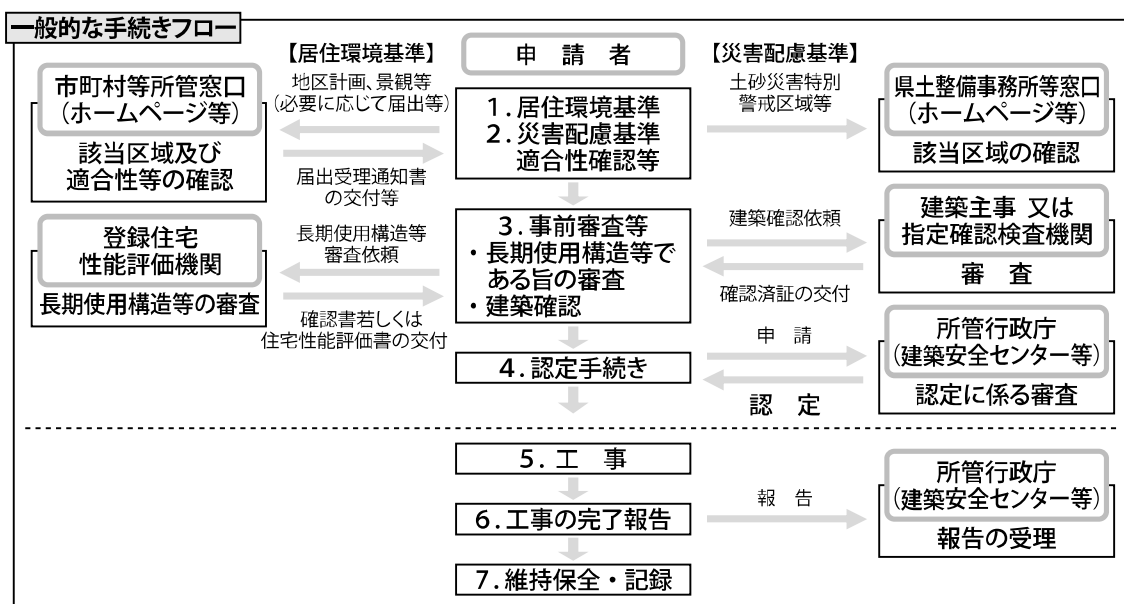 一般的な手続きフロー
【居住環境基準】
申 請 者
【災害配慮基準】
市町村等所管窓口
（ホームページ等）
該当区域及び
適合性等の確認
地区計画、景観等
（必要に応じて届出等）
届出受理通知書
の交付等
1．居住環境基準
2．災害配慮基準
適合性確認等
土砂災害特別
警戒区域等
県土整備事務所等窓口
（ホームページ等）
該当区域の確認
登録住宅
性能評価機関
長期使用構造等の審査
長期使用構造等
審査依頼
確認書若しくは
住宅性能評価書の交付
3．事前審査等
・長期使用構造等で
ある旨の審査
・建築確認
建築確認依頼
確認済証の交付
建築主事 又は
指定確認検査機関
審 査
4．認定手続き
申 請
認 定
所管行政庁
（建築安全センター等）
認定に係る審査
5．工 事
6．工事の完了報告
報 告
所管行政庁
（建築安全センター等）
報告の受理
7．維持保全・記録